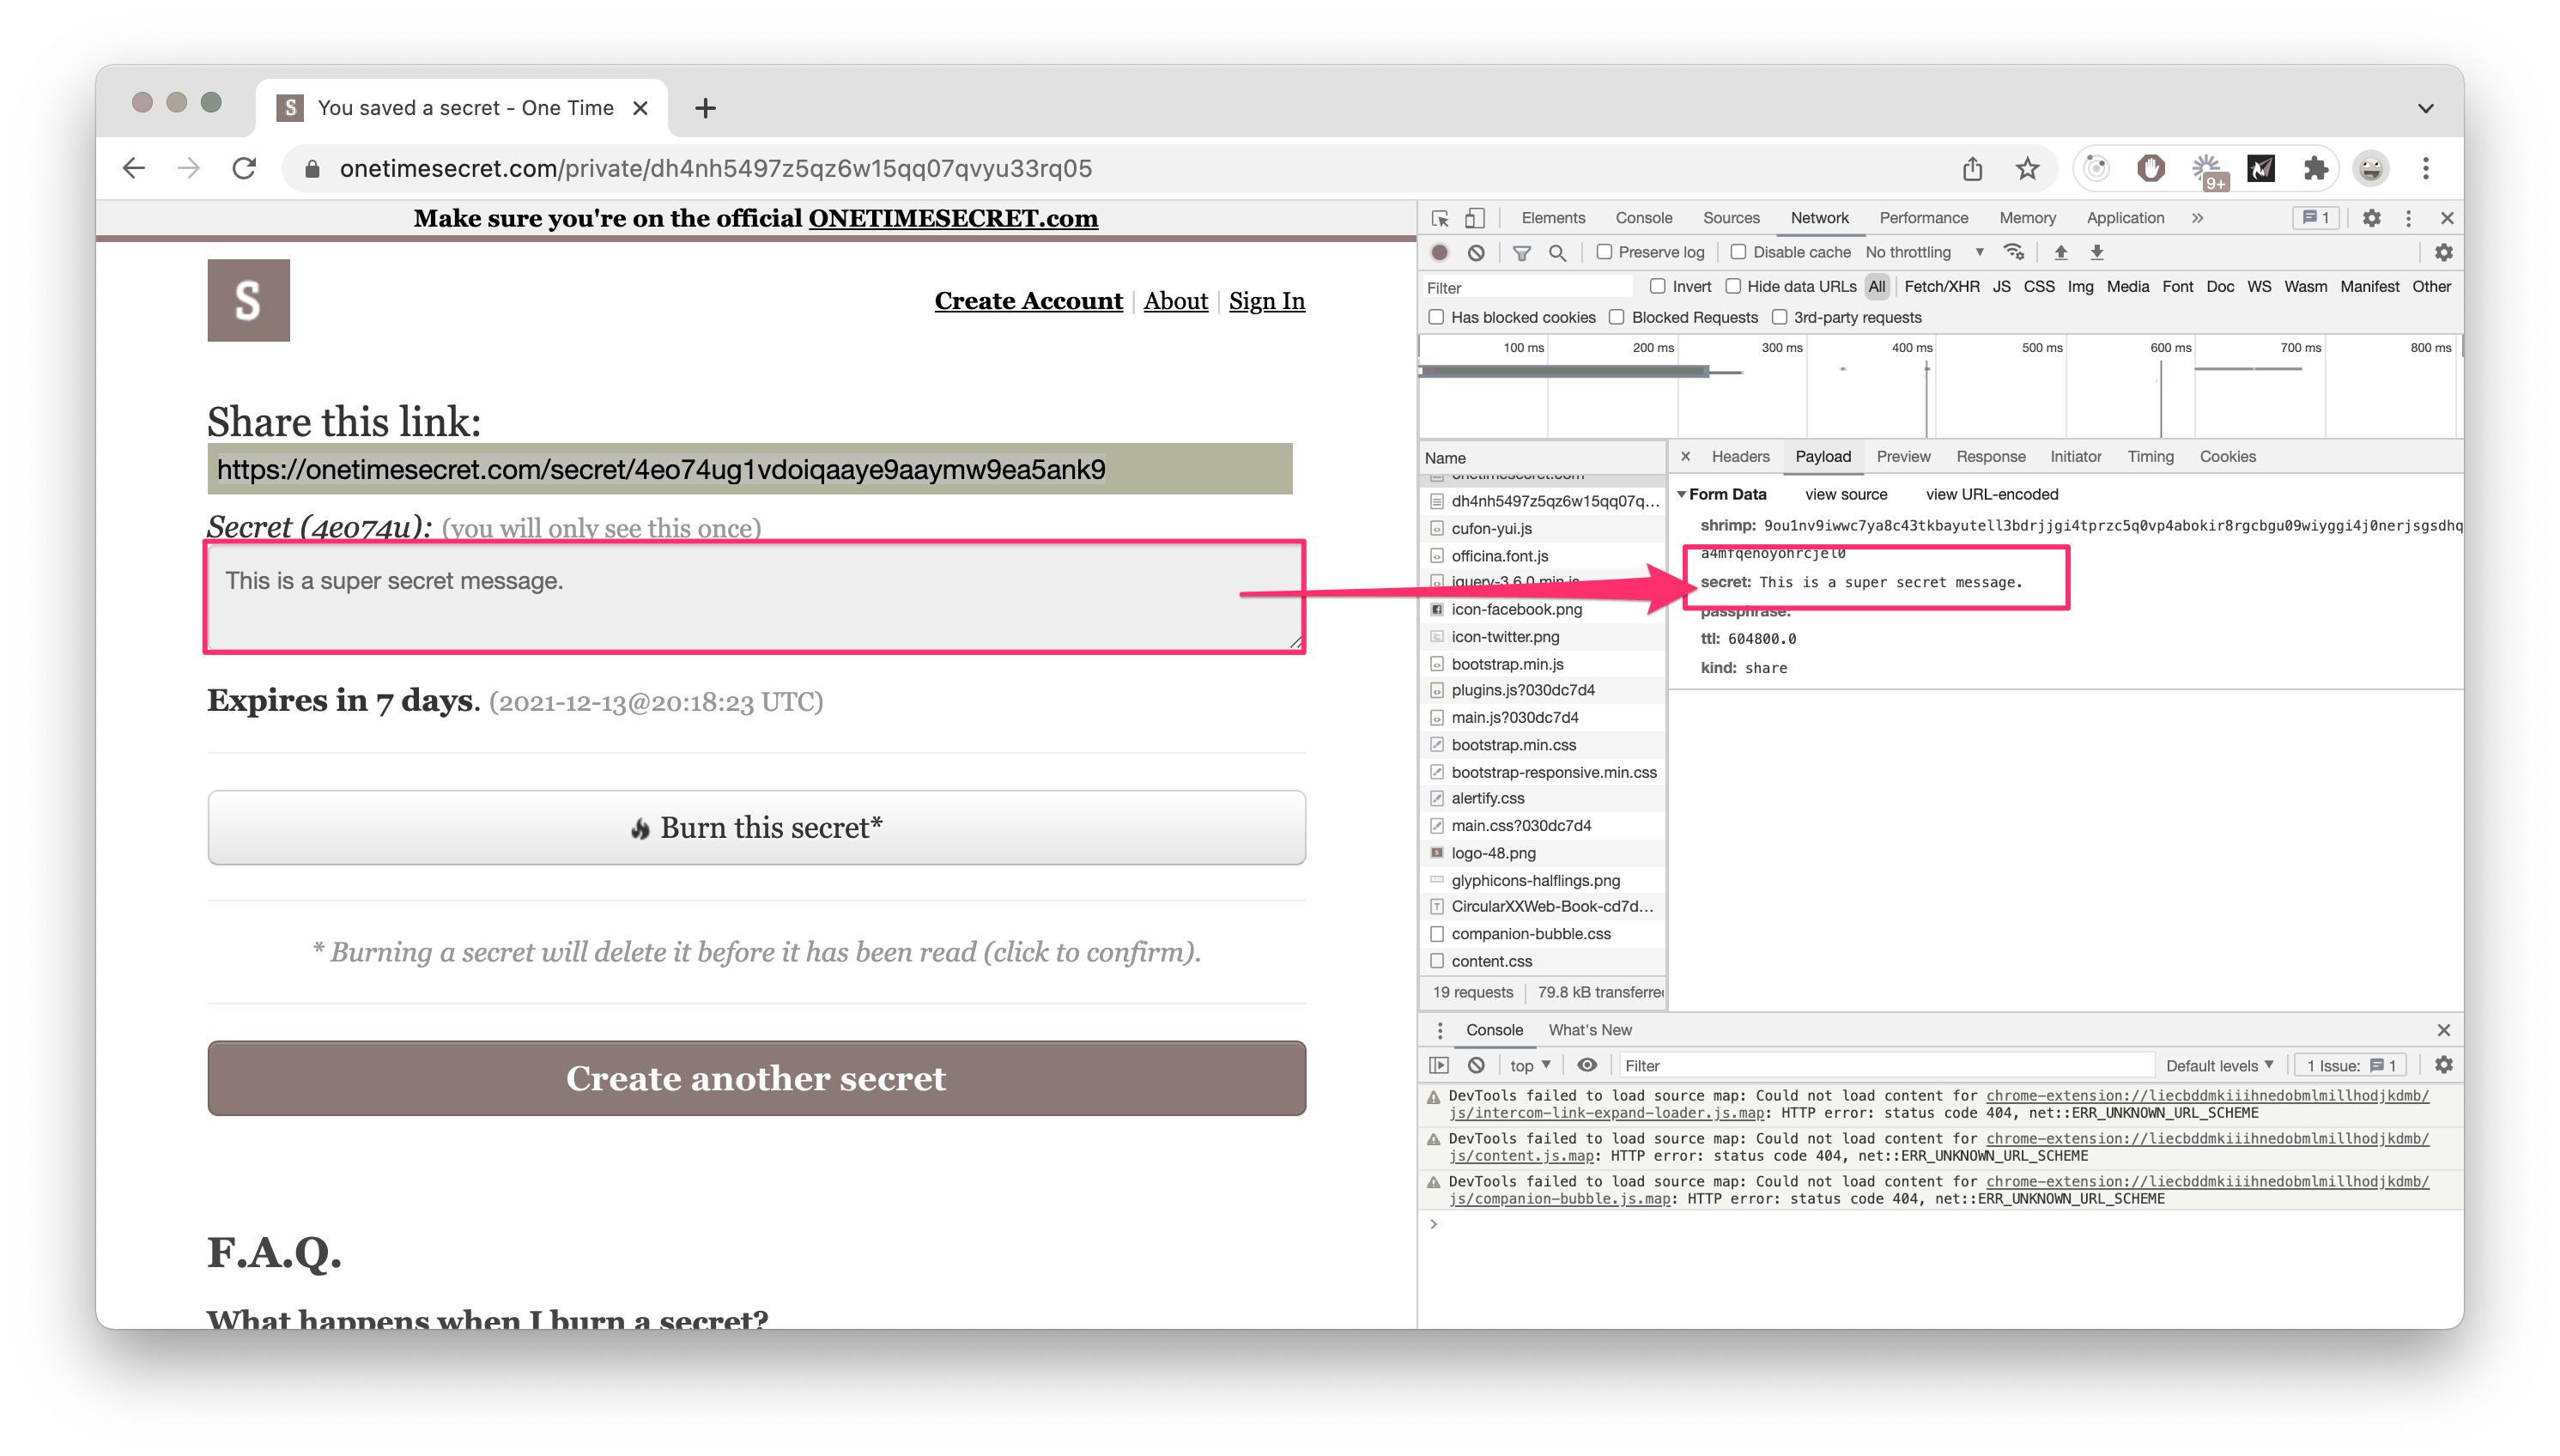 You saved a secret - One Time
onetimesecret.com/private/dh4nh5497z5qz6w15qq07qvyu33rq05
9+
Make sure you're on the official ONETIMESECRET.com
S
Create Account | About | Sign In
Share this link:
https://onetimesecret.com/secret/4eo74ug1vdoiqaaye9aaymw9ea5ank9
Secret (4eo74u): (you will only see this once)
This is a super secret message.
Expires in 7 days. (2021-12-13@20:18:23 UTC)
Burn this secret*
* Burning a secret will delete it before it has been read (click to confirm).
Create another secret
F.A.Q.
What happens when I burn a secret?
Elements Console Sources Network Performance Memory Application » 1
Preserve log Disable cache No throttling
Filter Invert Hide data URLs All Fetch/XHR JS CSS Img Media Font Doc WS Wasm Manifest Other
Has blocked cookies Blocked Requests 3rd-party requests
100 ms 200 ms 300 ms 400 ms 500 ms 600 ms 700 ms 800 ms
Name
onetimesecret.com
dh4nh5497z5qz6w15qq07q...
cufon-yui.js
officina.font.js
jquery-3.6.0.min.js
icon-facebook.png
icon-twitter.png
bootstrap.min.js
plugins.js?030dc7d4
main.js?030dc7d4
bootstrap.min.css
bootstrap-responsive.min.css
alertify.css
main.css?030dc7d4
logo-48.png
glyphicons-halflings.png
CircularXXWeb-Book-cd7d...
companion-bubble.css
content.css
19 requests 79.8 kB transferred
Headers Payload Preview Response Initiator Timing Cookies
Form Data view source view URL-encoded
shrimp: 9ou1nv9iwwc7ya8c43tkbayutell3bdrjjgi4tprzc5q0vp4abokir8rgcbgu09wiyggi4j0nerjsgsdhq
a4mfqehoyohrcjel0
secret: This is a super secret message.
passphrase:
ttl: 604800.0
kind: share
Console What's New
top Filter Default levels 1 Issue: 1
DevTools failed to load source map: Could not load content for chrome-extension://liecbddmkiiihnedobmlmillhodjkdmb/
js/intercom-link-expand-loader.js.map: HTTP error: status code 404, net::ERR_UNKNOWN_URL_SCHEME
DevTools failed to load source map: Could not load content for chrome-extension://liecbddmkiiihnedobmlmillhodjkdmb/
js/content.js.map: HTTP error: status code 404, net::ERR_UNKNOWN_URL_SCHEME
DevTools failed to load source map: Could not load content for chrome-extension://liecbddmkiiihnedobmlmillhodjkdmb/
js/companion-bubble.js.map: HTTP error: status code 404, net::ERR_UNKNOWN_URL_SCHEME